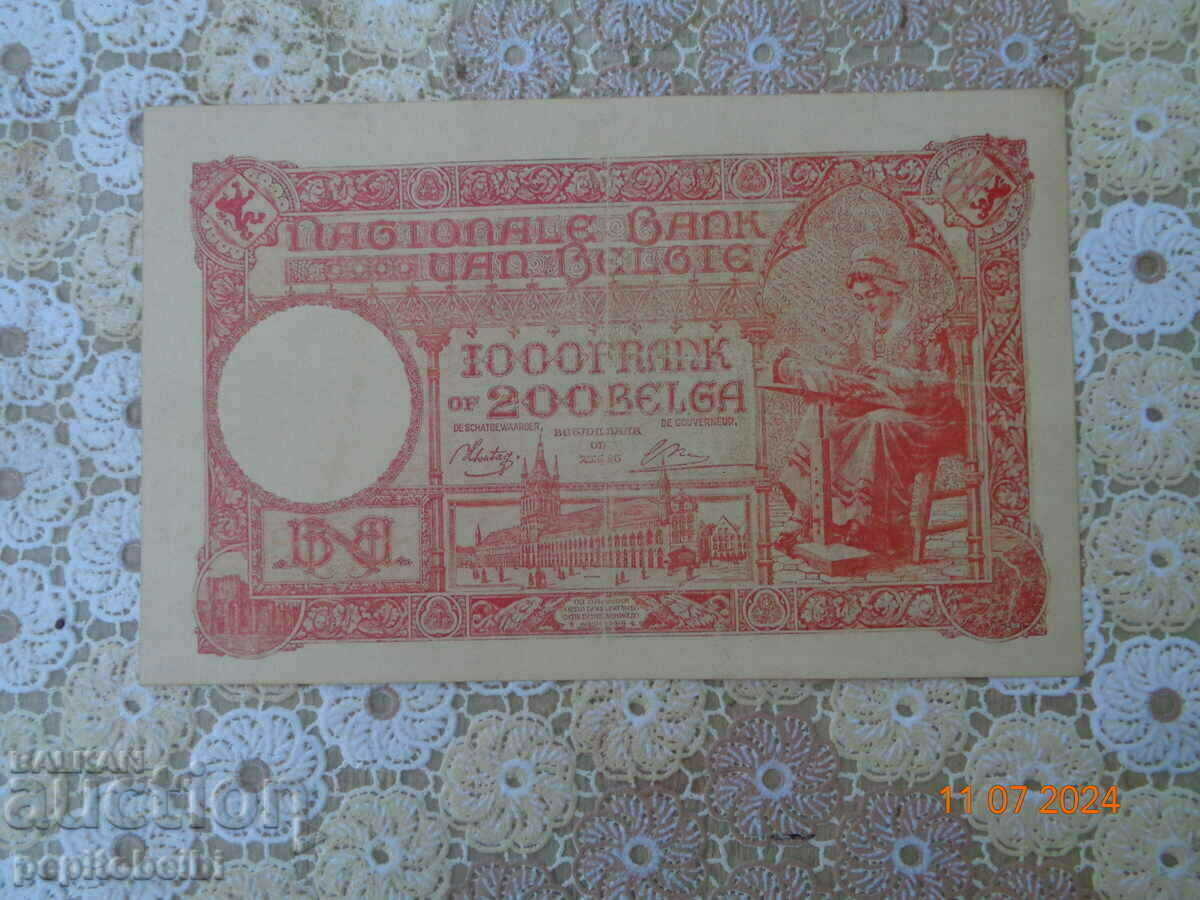 NATIONALE BANK
VAN BELGIE
1000 FRANK
OF 200 BELGA
DE SCHATBEWAARDER,
DE GOUVERNEUR,
BNB
BALKAN
auction
pepitobeibi
11 07 2024